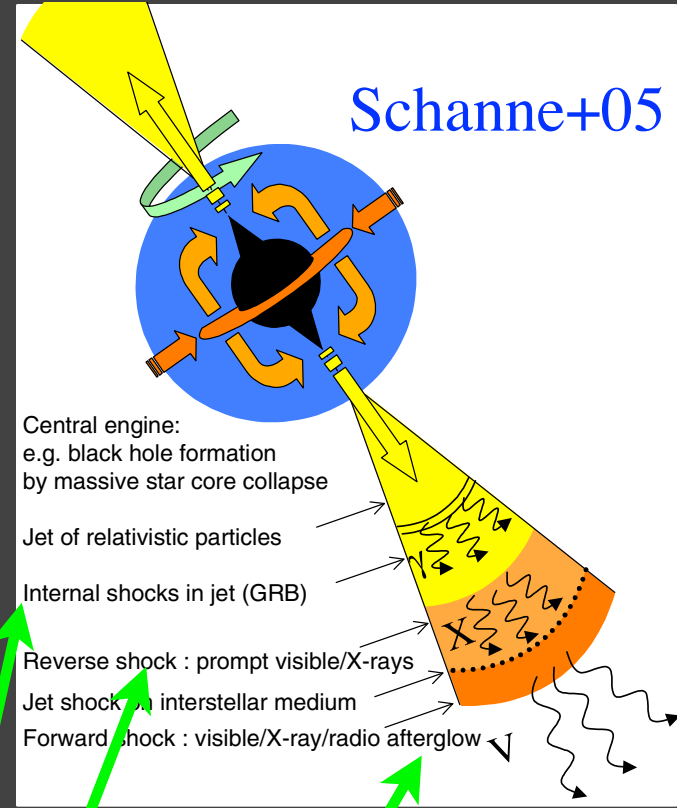 Schanne+05
Central engine:
e.g. black hole formation
by massive star core collapse
Jet of relativistic particles
γ
Internal shocks in jet (GRB)
X
Reverse shock : prompt visible/X-rays
Jet shock on interstellar medium
Forward shock : visible/X-ray/radio afterglow
V